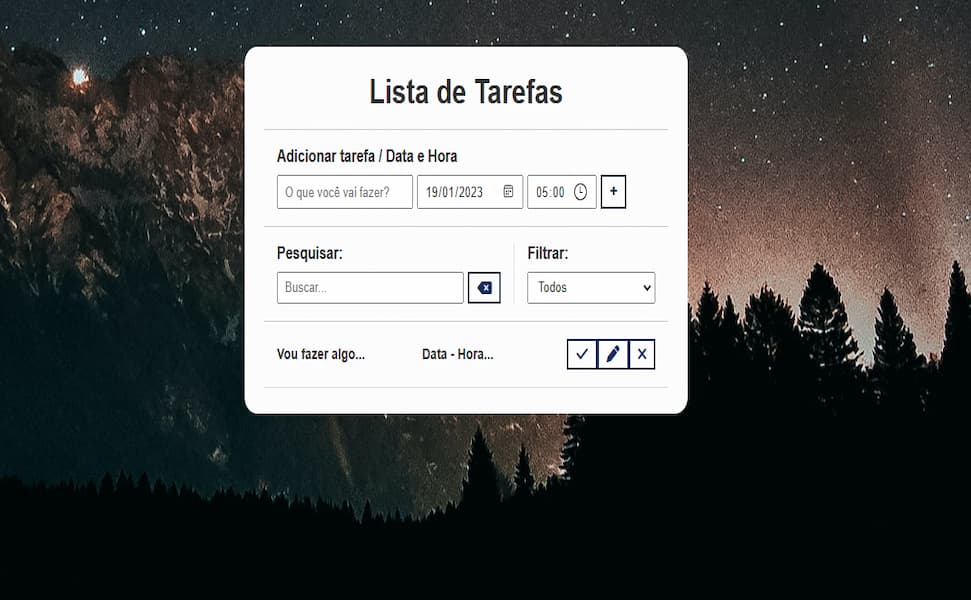 Lista de Tarefas
Adicionar tarefa / Data e Hora
O que você vai fazer? 19/01/2023 05:00 +
Pesquisar: Filtrar:
Buscar... Todos
Vou fazer algo... Data - Hora...